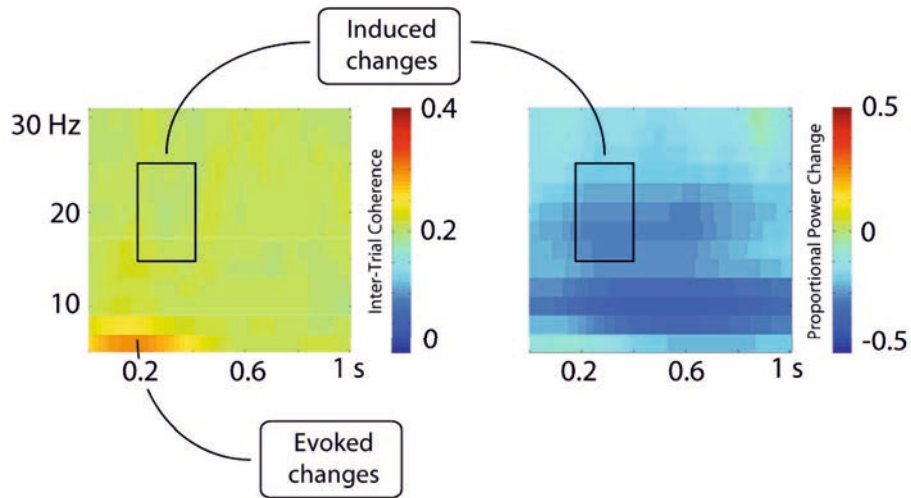 Induced
changes
30 Hz
20
10
0.2
0.6
1 s
0.4
0.2
0
Inter-Trial Coherence
0.2
0.6
1 s
0.5
0
-0.5
Proportional Power Change
Evoked
changes